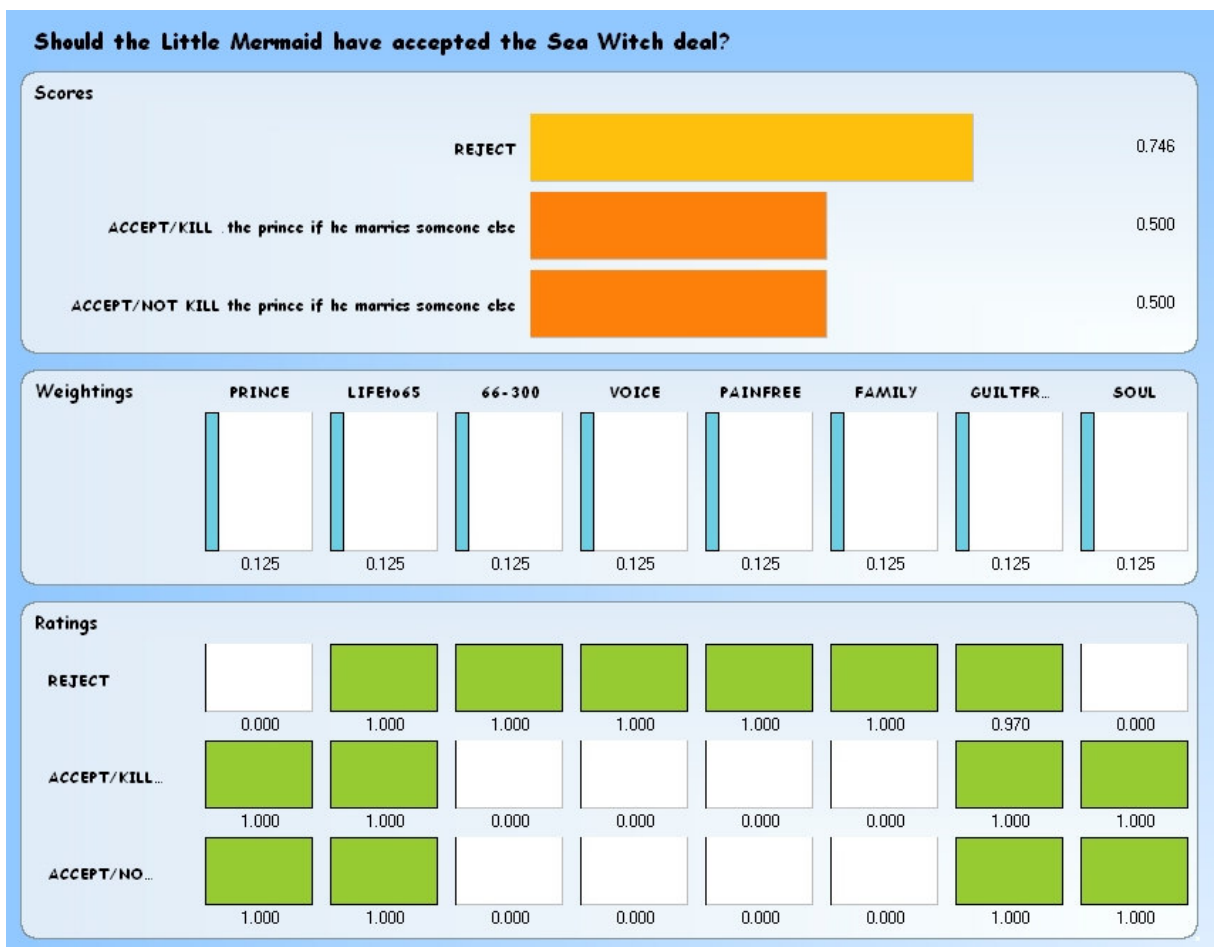 Should the Little Mermaid have accepted the Sea Witch deal?
Scores
REJECT 0.746
ACCEPT/KILL .the prince if he marries someone else 0.500
ACCEPT/NOT KILL the prince if he marries someone else 0.500
Weightings PRINCE LIFEto65 66-300 VOICE PAINFREE FAMILY GUILTFR... SOUL
0.125 0.125 0.125 0.125 0.125 0.125 0.125 0.125
Ratings
REJECT
0.000 1.000 1.000 1.000 1.000 1.000 0.970 0.000
ACCEPT/KILL...
1.000 1.000 0.000 0.000 0.000 0.000 1.000 1.000
ACCEPT/NO...
1.000 1.000 0.000 0.000 0.000 0.000 1.000 1.000